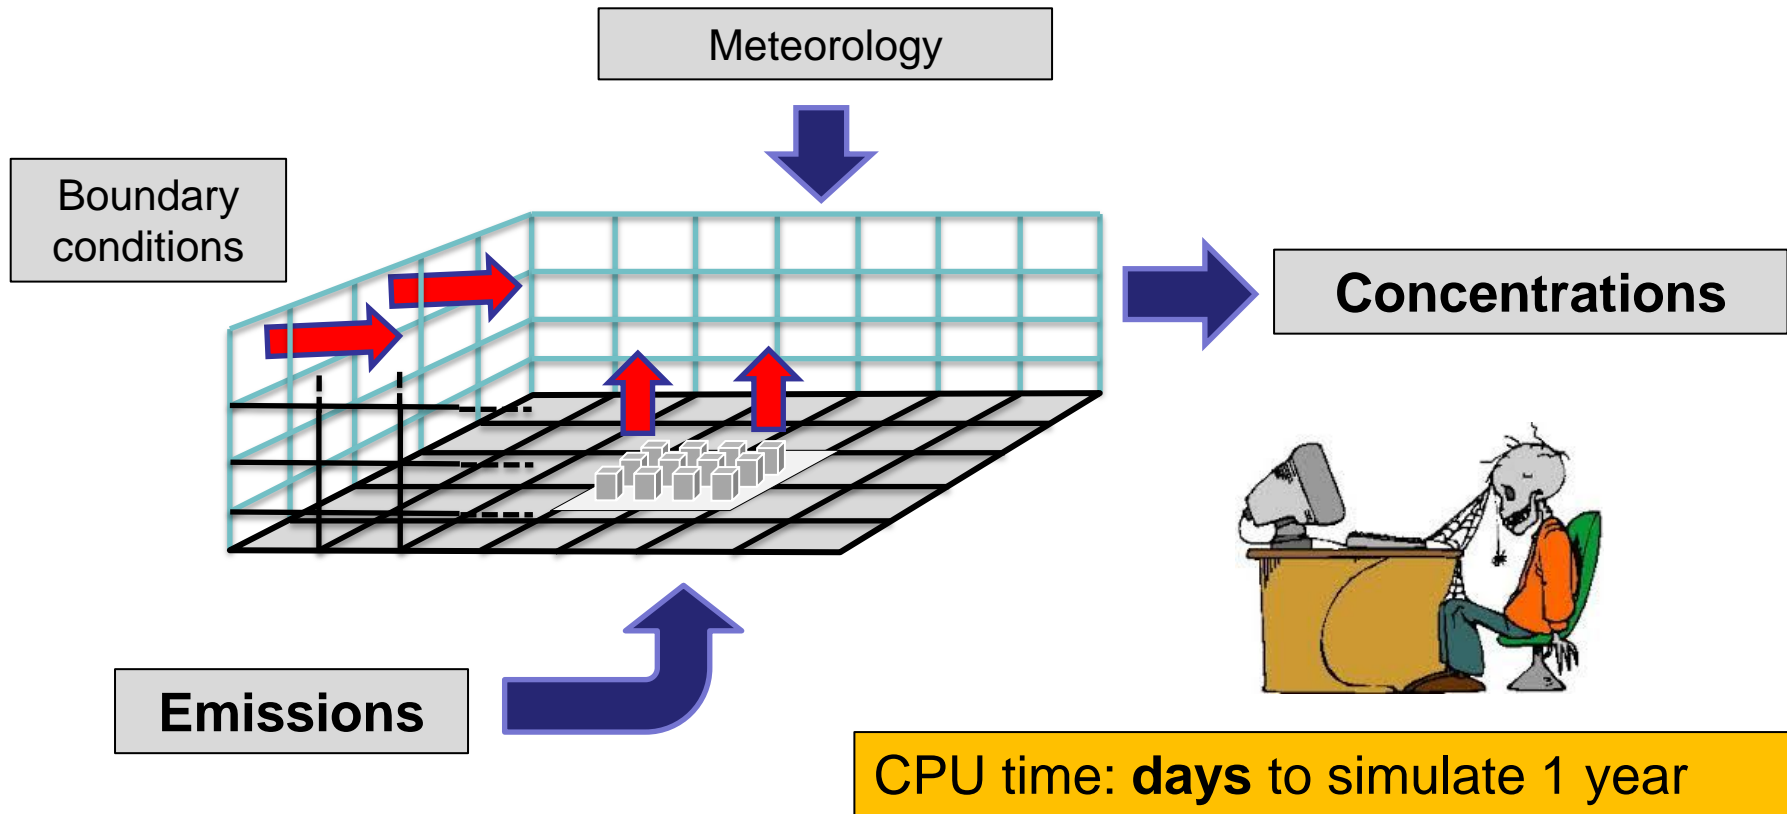 Meteorology
Boundary
conditions
Concentrations
Emissions
CPU time: days to simulate 1 year